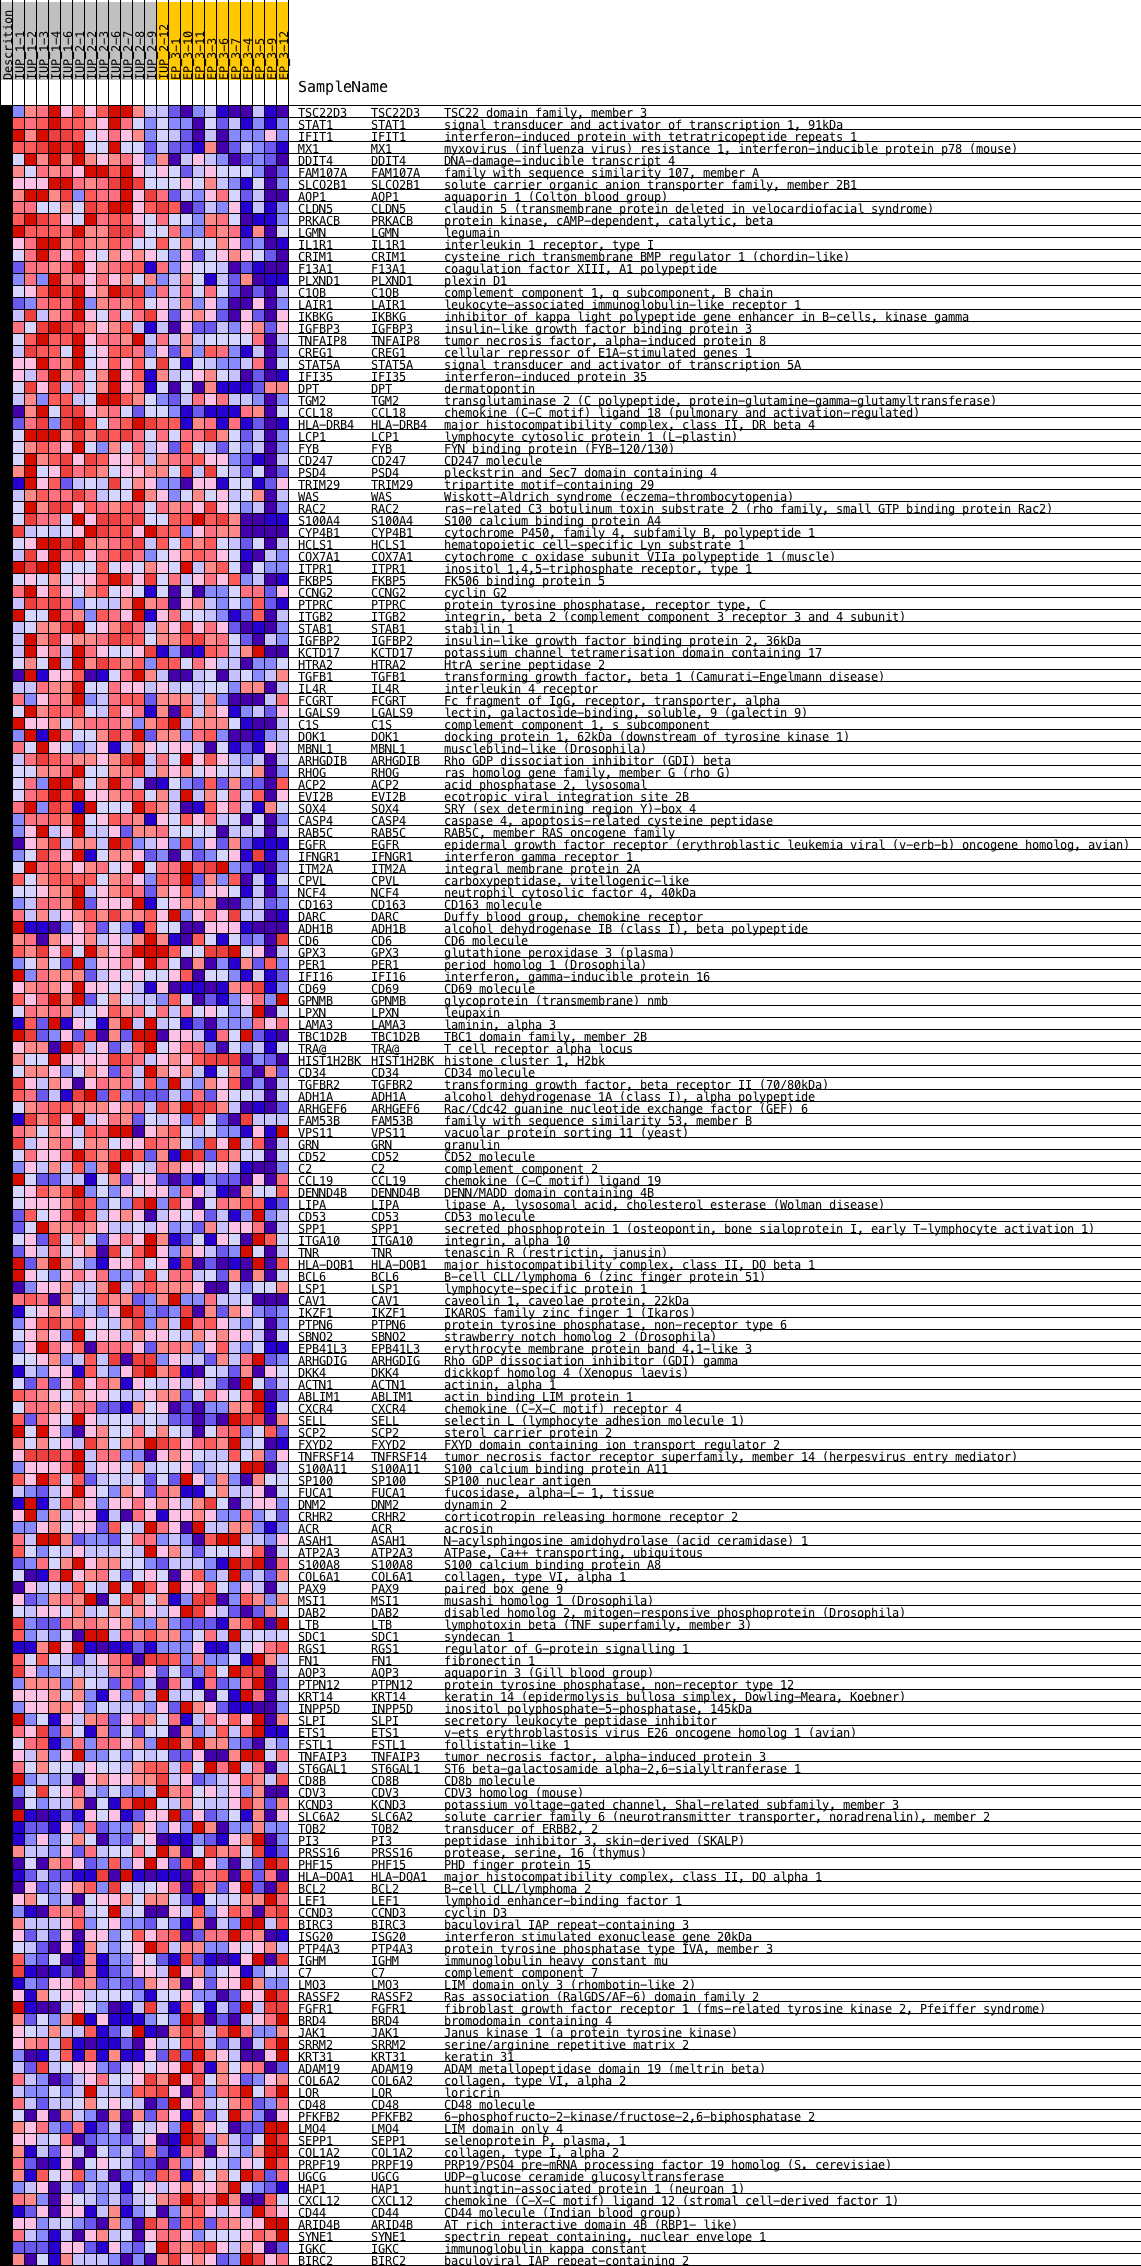 Descrition
IUP_1-1
IUP_1-2
IUP_1-3
IUP_1-4
IUP_1-6
IUP_2-1
IUP_2-2
IUP_2-3
IUP_2-6
IUP_2-7
IUP_2-8
IUP_2-9
IUP_2-12
EP_3-1
EP_3-10
EP_3-11
EP_3-3
EP_3-6
EP_3-7
EP_3-4
EP_3-5
EP_3-9
EP_3-12
SampleName
TSC22D3 TSC22D3 TSC22 domain family, member 3
STAT1 STAT1 signal transducer and activator of transcription 1, 91kDa
IFIT1 IFIT1 interferon-induced protein with tetratricopeptide repeats 1
MX1 MX1 myxovirus (influenza virus) resistance 1, interferon-inducible protein p78 (mouse)
DDIT4 DDIT4 DNA-damage-inducible transcript 4
FAM107A FAM107A family with sequence similarity 107, member A
SLCO2B1 SLCO2B1 solute carrier organic anion transporter family, member 2B1
AQP1 AQP1 aquaporin 1 (Colton blood group)
CLDN5 CLDN5 claudin 5 (transmembrane protein deleted in velocardiofacial syndrome)
PRKACB PRKACB protein kinase, cAMP-dependent, catalytic, beta
LGMN LGMN legumain
IL1R1 IL1R1 interleukin 1 receptor, type I
CRIM1 CRIM1 cysteine rich transmembrane BMP regulator 1 (chordin-like)
F13A1 F13A1 coagulation factor XIII, A1 polypeptide
PLXND1 PLXND1 plexin D1
C1QB C1QB complement component 1, q subcomponent, B chain
LAIR1 LAIR1 leukocyte-associated immunoglobulin-like receptor 1
IKBKG IKBKG inhibitor of kappa light polypeptide gene enhancer in B-cells, kinase gamma
IGFBP3 IGFBP3 insulin-like growth factor binding protein 3
TNFAIP8 TNFAIP8 tumor necrosis factor, alpha-induced protein 8
CREG1 CREG1 cellular repressor of E1A-stimulated genes 1
STAT5A STAT5A signal transducer and activator of transcription 5A
IFI35 IFI35 interferon-induced protein 35
DPT DPT dermatopontin
TGM2 TGM2 transglutaminase 2 (C polypeptide, protein-glutamine-gamma-glutamyltransferase)
CCL18 CCL18 chemokine (C-C motif) ligand 18 (pulmonary and activation-regulated)
HLA-DRB4 HLA-DRB4 major histocompatibility complex, class II, DR beta 4
LCP1 LCP1 lymphocyte cytosolic protein 1 (L-plastin)
FYB FYB FYN binding protein (FYB-120/130)
CD247 CD247 CD247 molecule
PSD4 PSD4 pleckstrin and Sec7 domain containing 4
TRIM29 TRIM29 tripartite motif-containing 29
WAS WAS Wiskott-Aldrich syndrome (eczema-thrombocytopenia)
RAC2 RAC2 ras-related C3 botulinum toxin substrate 2 (rho family, small GTP binding protein Rac2)
S100A4 S100A4 S100 calcium binding protein A4
CYP4B1 CYP4B1 cytochrome P450, family 4, subfamily B, polypeptide 1
HCLS1 HCLS1 hematopoietic cell-specific Lyn substrate 1
COX7A1 COX7A1 cytochrome c oxidase subunit VIIa polypeptide 1 (muscle)
ITPR1 ITPR1 inositol 1,4,5-triphosphate receptor, type 1
FKBP5 FKBP5 FK506 binding protein 5
CCNG2 CCNG2 cyclin G2
PTPRC PTPRC protein tyrosine phosphatase, receptor type, C
ITGB2 ITGB2 integrin, beta 2 (complement component 3 receptor 3 and 4 subunit)
STAB1 STAB1 stabilin 1
IGFBP2 IGFBP2 insulin-like growth factor binding protein 2, 36kDa
KCTD17 KCTD17 potassium channel tetramerisation domain containing 17
HTRA2 HTRA2 HtrA serine peptidase 2
TGFB1 TGFB1 transforming growth factor, beta 1 (Camurati-Engelmann disease)
IL4R IL4R interleukin 4 receptor
FCGRT FCGRT Fc fragment of IgG, receptor, transporter, alpha
LGALS9 LGALS9 lectin, galactoside-binding, soluble, 9 (galectin 9)
C1S C1S complement component 1, s subcomponent
DOK1 DOK1 docking protein 1, 62kDa (downstream of tyrosine kinase 1)
MBNL1 MBNL1 muscleblind-like (Drosophila)
ARHGDIB ARHGDIB Rho GDP dissociation inhibitor (GDI) beta
RHOG RHOG ras homolog gene family, member G (rho G)
ACP2 ACP2 acid phosphatase 2, lysosomal
EVI2B EVI2B ecotropic viral integration site 2B
SOX4 SOX4 SRY (sex determining region Y)-box 4
CASP4 CASP4 caspase 4, apoptosis-related cysteine peptidase
RAB5C RAB5C RAB5C, member RAS oncogene family
EGFR EGFR epidermal growth factor receptor (erythroblastic leukemia viral (v-erb-b) oncogene homolog, avian)
IFNGR1 IFNGR1 interferon gamma receptor 1
ITM2A ITM2A integral membrane protein 2A
CPVL CPVL carboxypeptidase, vitellogenic-like
NCF4 NCF4 neutrophil cytosolic factor 4, 40kDa
CD163 CD163 CD163 molecule
DARC DARC Duffy blood group, chemokine receptor
ADH1B ADH1B alcohol dehydrogenase IB (class I), beta polypeptide
CD6 CD6 CD6 molecule
GPX3 GPX3 glutathione peroxidase 3 (plasma)
PER1 PER1 period homolog 1 (Drosophila)
IFI16 IFI16 interferon, gamma-inducible protein 16
CD69 CD69 CD69 molecule
GPNMB GPNMB glycoprotein (transmembrane) nmb
LPXN LPXN leupaxin
LAMA3 LAMA3 laminin, alpha 3
TBC1D2B TBC1D2B TBC1 domain family, member 2B
TRA@ TRA@ T cell receptor alpha locus
HIST1H2BK HIST1H2BK histone cluster 1, H2bk
CD34 CD34 CD34 molecule
TGFBR2 TGFBR2 transforming growth factor, beta receptor II (70/80kDa)
ADH1A ADH1A alcohol dehydrogenase 1A (class I), alpha polypeptide
ARHGEF6 ARHGEF6 Rac/Cdc42 guanine nucleotide exchange factor (GEF) 6
FAM53B FAM53B family with sequence similarity 53, member B
VPS11 VPS11 vacuolar protein sorting 11 (yeast)
GRN GRN granulin
CD52 CD52 CD52 molecule
C2 C2 complement component 2
CCL19 CCL19 chemokine (C-C motif) ligand 19
DENND4B DENND4B DENN/MADD domain containing 4B
LIPA LIPA lipase A, lysosomal acid, cholesterol esterase (Wolman disease)
CD53 CD53 CD53 molecule
SPP1 SPP1 secreted phosphoprotein 1 (osteopontin, bone sialoprotein I, early T-lymphocyte activation 1)
ITGA10 ITGA10 integrin, alpha 10
TNR TNR tenascin R (restrictin, janusin)
HLA-DQB1 HLA-DQB1 major histocompatibility complex, class II, DQ beta 1
BCL6 BCL6 B-cell CLL/lymphoma 6 (zinc finger protein 51)
LSP1 LSP1 lymphocyte-specific protein 1
CAV1 CAV1 caveolin 1, caveolae protein, 22kDa
IKZF1 IKZF1 IKAROS family zinc finger 1 (Ikaros)
PTPN6 PTPN6 protein tyrosine phosphatase, non-receptor type 6
SBNO2 SBNO2 strawberry notch homolog 2 (Drosophila)
EPB41L3 EPB41L3 erythrocyte membrane protein band 4.1-like 3
ARHGDIG ARHGDIG Rho GDP dissociation inhibitor (GDI) gamma
DKK4 DKK4 dickkopf homolog 4 (Xenopus laevis)
ACTN1 ACTN1 actinin, alpha 1
ABLIM1 ABLIM1 actin binding LIM protein 1
CXCR4 CXCR4 chemokine (C-X-C motif) receptor 4
SELL SELL selectin L (lymphocyte adhesion molecule 1)
SCP2 SCP2 sterol carrier protein 2
FXYD2 FXYD2 FXYD domain containing ion transport regulator 2
TNFRSF14 TNFRSF14 tumor necrosis factor receptor superfamily, member 14 (herpesvirus entry mediator)
S100A11 S100A11 S100 calcium binding protein A11
SP100 SP100 SP100 nuclear antigen
FUCA1 FUCA1 fucosidase, alpha-L- 1, tissue
DNM2 DNM2 dynamin 2
CRHR2 CRHR2 corticotropin releasing hormone receptor 2
ACR ACR acrosin
ASAH1 ASAH1 N-acylsphingosine amidohydrolase (acid ceramidase) 1
ATP2A3 ATP2A3 ATPase, Ca++ transporting, ubiquitous
S100A8 S100A8 S100 calcium binding protein A8
COL6A1 COL6A1 collagen, type VI, alpha 1
PAX9 PAX9 paired box gene 9
MSI1 MSI1 musashi homolog 1 (Drosophila)
DAB2 DAB2 disabled homolog 2, mitogen-responsive phosphoprotein (Drosophila)
LTB LTB lymphotoxin beta (TNF superfamily, member 3)
SDC1 SDC1 syndecan 1
RGS1 RGS1 regulator of G-protein signalling 1
FN1 FN1 fibronectin 1
AQP3 AQP3 aquaporin 3 (Gill blood group)
PTPN12 PTPN12 protein tyrosine phosphatase, non-receptor type 12
KRT14 KRT14 keratin 14 (epidermolysis bullosa simplex, Dowling-Meara, Koebner)
INPP5D INPP5D inositol polyphosphate-5-phosphatase, 145kDa
SLPI SLPI secretory leukocyte peptidase inhibitor
ETS1 ETS1 v-ets erythroblastosis virus E26 oncogene homolog 1 (avian)
FSTL1 FSTL1 follistatin-like 1
TNFAIP3 TNFAIP3 tumor necrosis factor, alpha-induced protein 3
ST6GAL1 ST6GAL1 ST6 beta-galactosamide alpha-2,6-sialyltranferase 1
CD8B CD8B CD8b molecule
CDV3 CDV3 CDV3 homolog (mouse)
KCND3 KCND3 potassium voltage-gated channel, Shal-related subfamily, member 3
SLC6A2 SLC6A2 solute carrier family 6 (neurotransmitter transporter, noradrenalin), member 2
TOB2 TOB2 transducer of ERBB2, 2
PI3 PI3 peptidase inhibitor 3, skin-derived (SKALP)
PRSS16 PRSS16 protease, serine, 16 (thymus)
PHF15 PHF15 PHD finger protein 15
HLA-DQA1 HLA-DQA1 major histocompatibility complex, class II, DQ alpha 1
BCL2 BCL2 B-cell CLL/lymphoma 2
LEF1 LEF1 lymphoid enhancer-binding factor 1
CCND3 CCND3 cyclin D3
BIRC3 BIRC3 baculoviral IAP repeat-containing 3
ISG20 ISG20 interferon stimulated exonuclease gene 20kDa
PTP4A3 PTP4A3 protein tyrosine phosphatase type IVA, member 3
IGHM IGHM immunoglobulin heavy constant mu
C7 C7 complement component 7
LMO3 LMO3 LIM domain only 3 (rhombotin-like 2)
RASSF2 RASSF2 Ras association (RalGDS/AF-6) domain family 2
FGFR1 FGFR1 fibroblast growth factor receptor 1 (fms-related tyrosine kinase 2, Pfeiffer syndrome)
BRD4 BRD4 bromodomain containing 4
JAK1 JAK1 Janus kinase 1 (a protein tyrosine kinase)
SRRM2 SRRM2 serine/arginine repetitive matrix 2
KRT31 KRT31 keratin 31
ADAM19 ADAM19 ADAM metallopeptidase domain 19 (meltrin beta)
COL6A2 COL6A2 collagen, type VI, alpha 2
LOR LOR loricrin
CD48 CD48 CD48 molecule
PFKFB2 PFKFB2 6-phosphofructo-2-kinase/fructose-2,6-biphosphatase 2
LMO4 LMO4 LIM domain only 4
SEPP1 SEPP1 selenoprotein P, plasma, 1
COL1A2 COL1A2 collagen, type I, alpha 2
PRPF19 PRPF19 PRP19/PSO4 pre-mRNA processing factor 19 homolog (S. cerevisiae)
UGCG UGCG UDP-glucose ceramide glucosyltransferase
HAP1 HAP1 huntingtin-associated protein 1 (neuroan 1)
CXCL12 CXCL12 chemokine (C-X-C motif) ligand 12 (stromal cell-derived factor 1)
CD44 CD44 CD44 molecule (Indian blood group)
ARID4B ARID4B AT rich interactive domain 4B (RBP1- like)
SYNE1 SYNE1 spectrin repeat containing, nuclear envelope 1
IGKC IGKC immunoglobulin kappa constant
BIRC2 BIRC2 baculoviral IAP repeat-containing 2